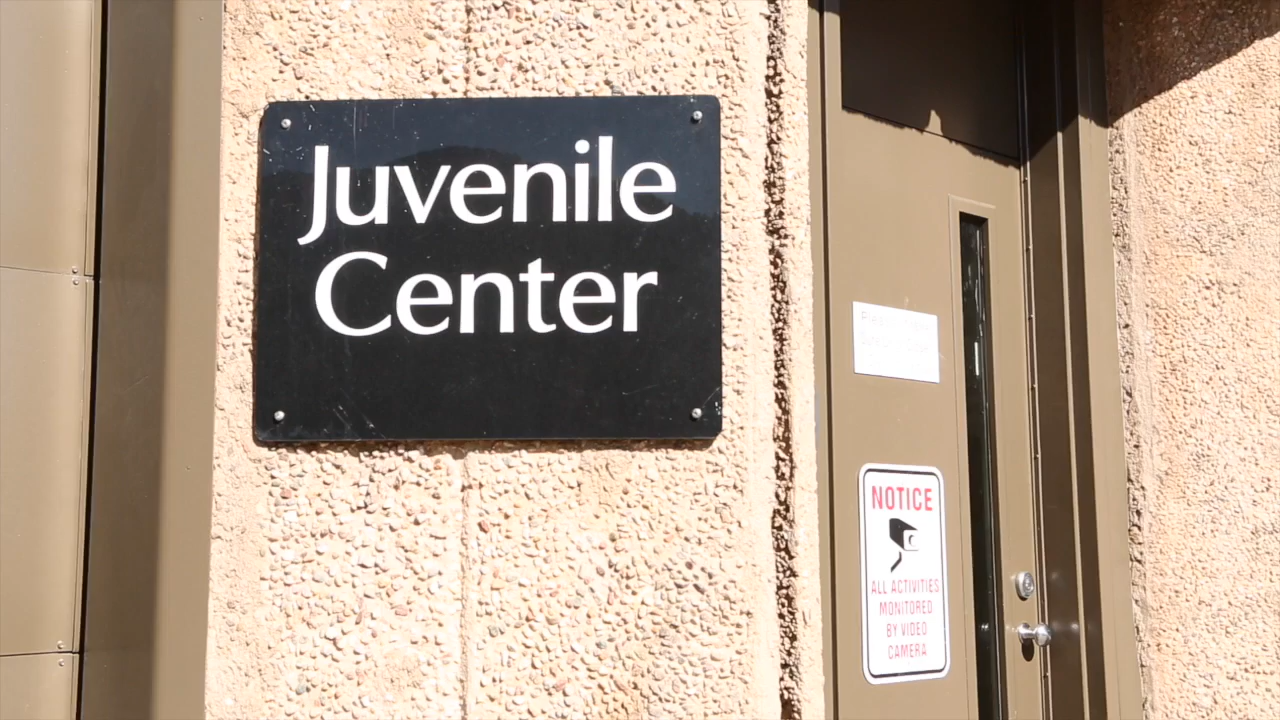 Juvenile
Center
NOTICE
ALL ACTIVITIES
MONITORED
BY VIDEO
CAMERA